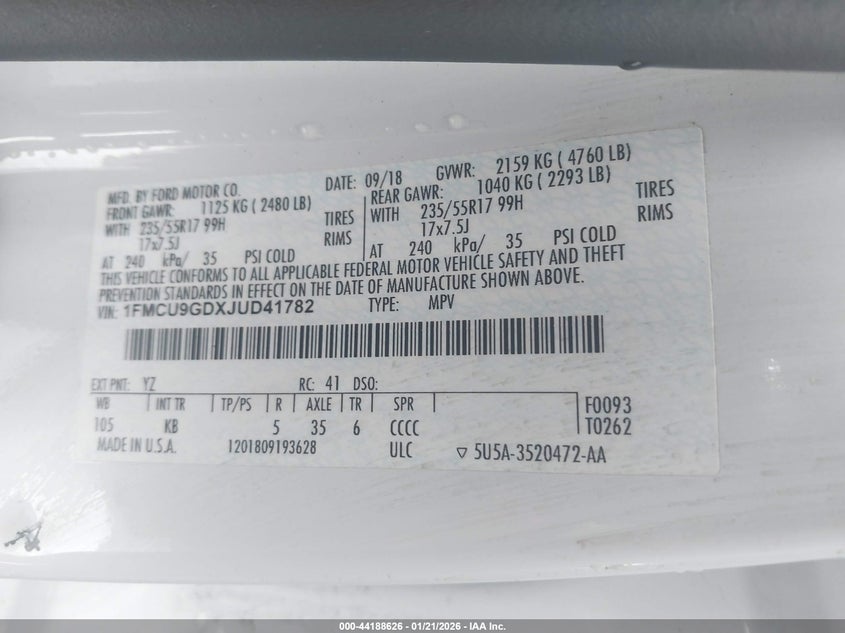 MFD. BY FORD MOTOR CO.
DATE: 09/18
GVWR: 2159 KG ( 4760 LB)
FRONT GAWR: 1125 KG ( 2480 LB)
REAR GAWR: 1040 KG ( 2293 LB)
WITH 235/55R17 99H TIRES
WITH 235/55R17 99H TIRES
17x7.5J RIMS
17x7.5J RIMS
AT 240 kPa/ 35 PSI COLD
AT 240 kPa/ 35 PSI COLD
THIS VEHICLE CONFORMS TO ALL APPLICABLE FEDERAL MOTOR VEHICLE SAFETY AND THEFT
PREVENTION STANDARDS IN EFFECT ON THE DATE OF MANUFACTURE SHOWN ABOVE.
VIN: 1FMCU9GDXJUD41782 TYPE: MPV
EXT PNT: YZ RC: 41 DSO:
WB INT TR TP/PS R AXLE TR SPR F0093
105 KB 5 35 6 CCCC T0262
MADE IN U.S.A. 1201809193628 ULC ▽ 5U5A-3520472-AA
000-44188626 - 01/21/2026 - IAA Inc.